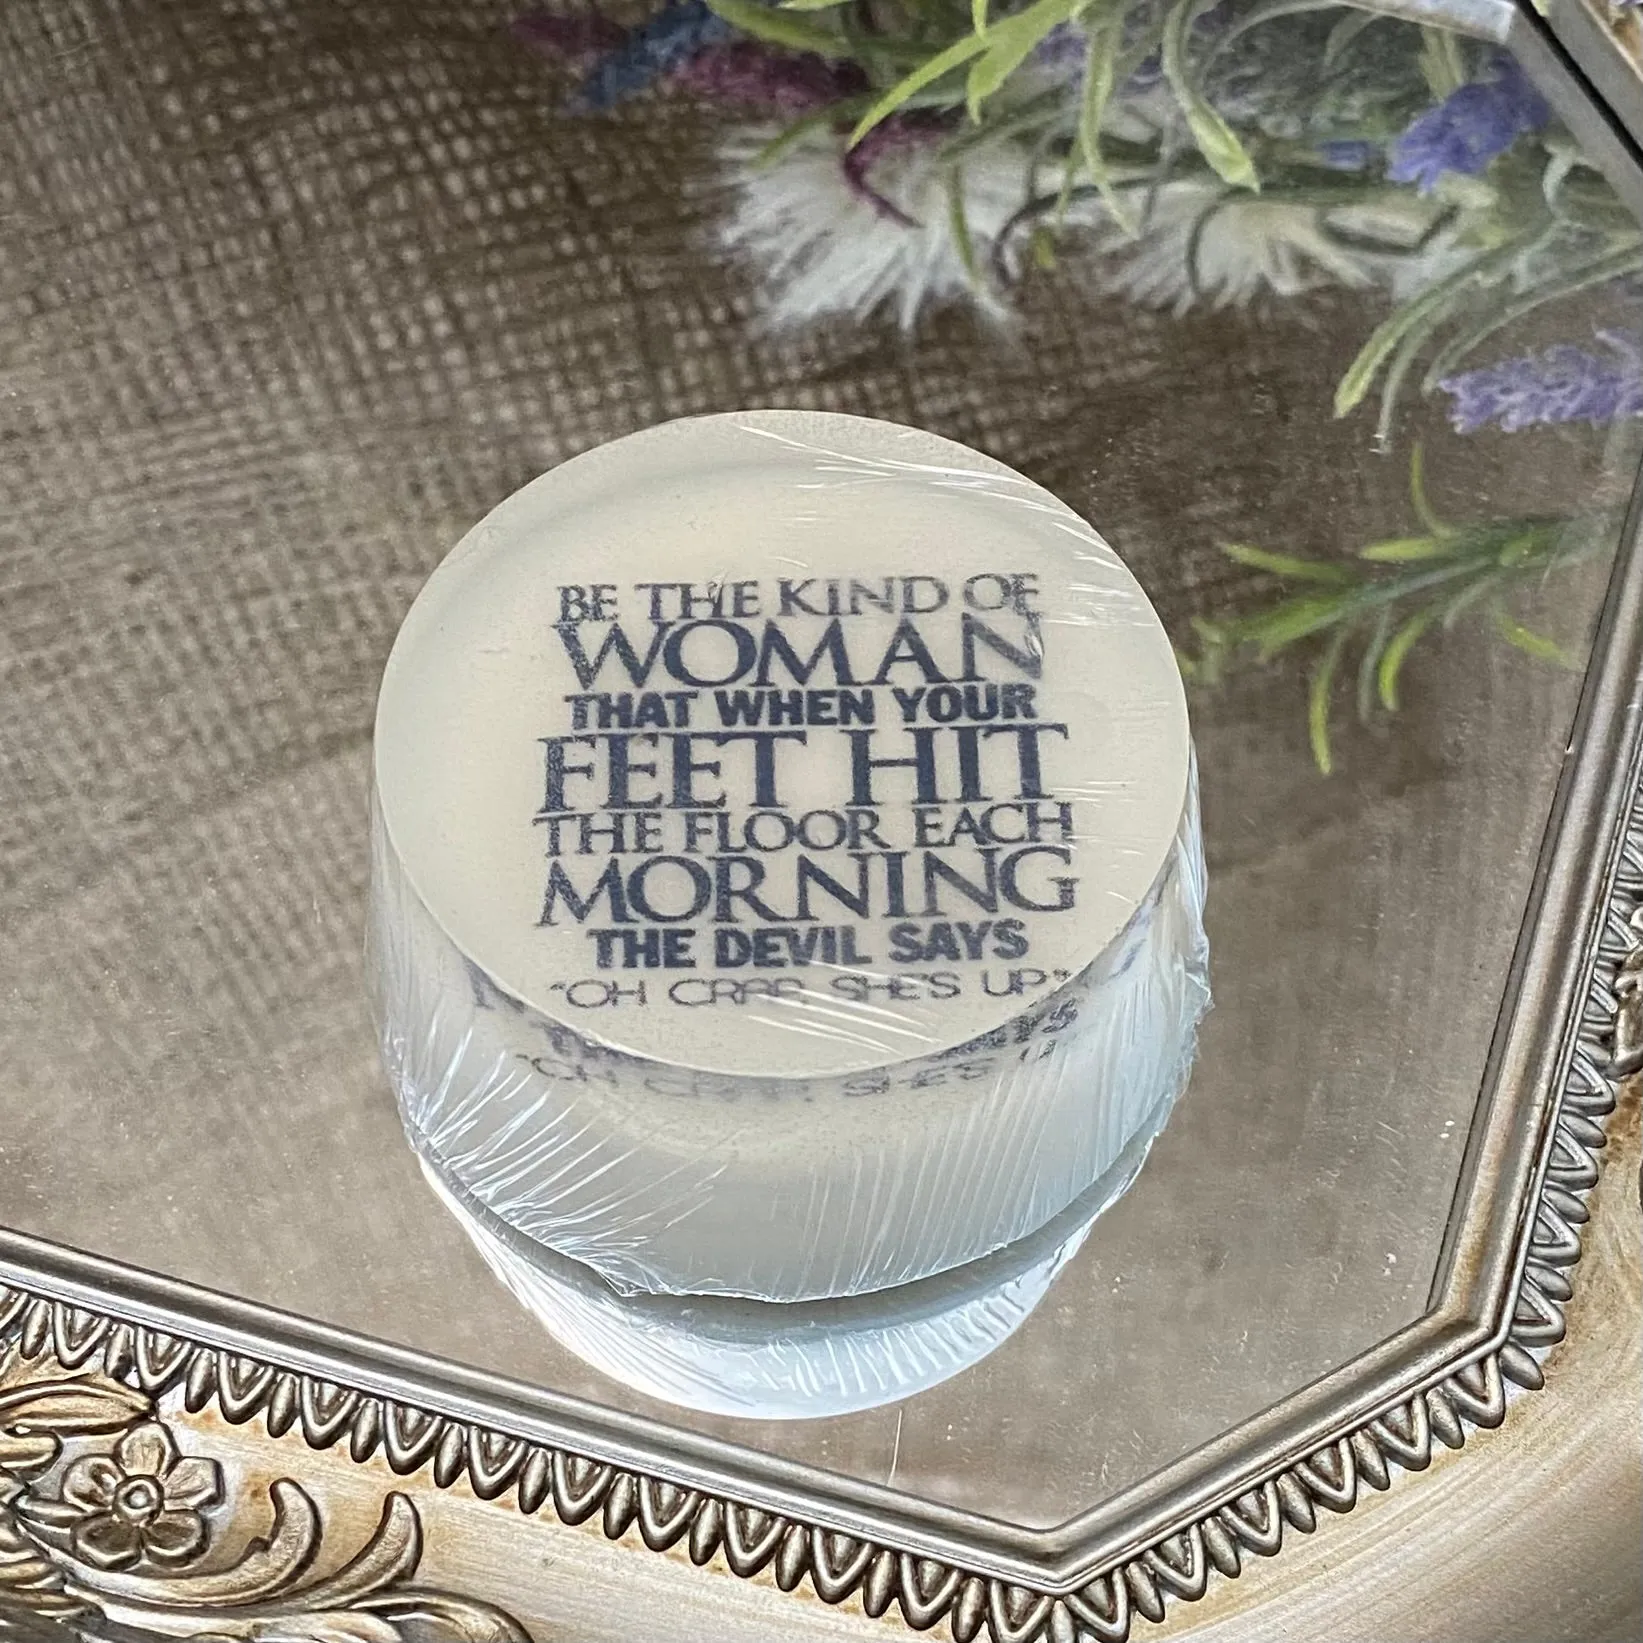 BE THE KIND OF
WOMAN
THAT WHEN YOUR
FEET HIT
THE FLOOR EACH
MORNING
THE DEVIL SAYS
"OH CRAP, SHE'S UP"